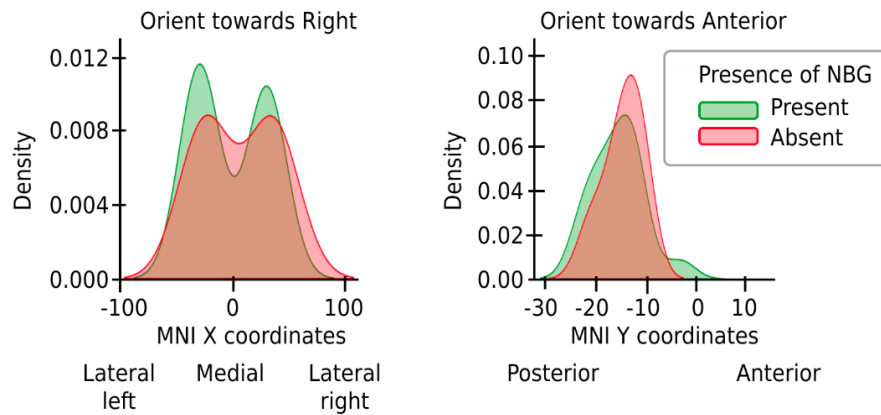 Orient towards Right
0.012
0.008
0.004
0.000
Density
-100 0 100
MNI X coordinates
Lateral left
Medial
Lateral right
Orient towards Anterior
0.10
0.08
0.06
0.04
0.02
0.00
Density
-30 -20 -10 0 10
MNI Y coordinates
Posterior Anterior
Presence of NBG
Present
Absent